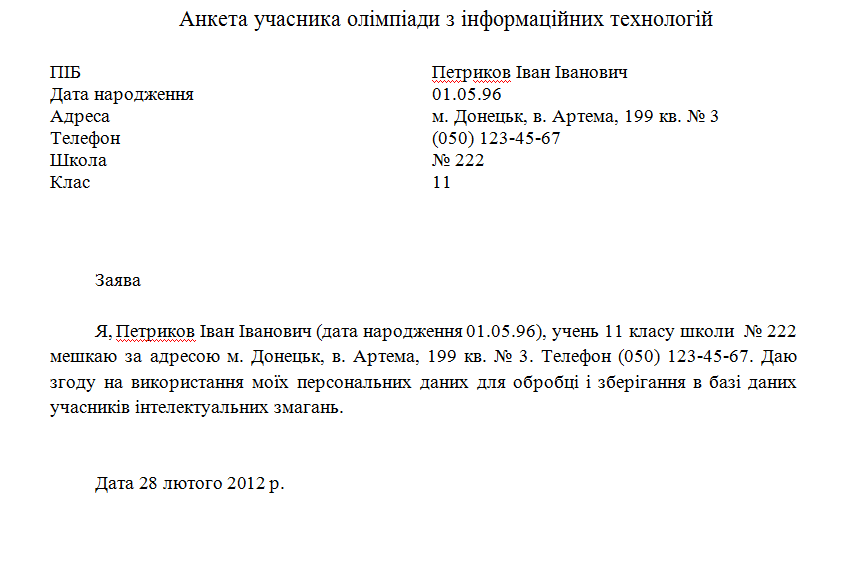 Анкета учасника олімпіади з інформаційних технологій
ПІБ Петриков Іван Іванович
Дата народження 01.05.96
Адреса м. Донецьк, в. Артема, 199 кв. № 3
Телефон (050) 123-45-67
Школа № 222
Клас 11
Заява
Я, Петриков Іван Іванович (дата народження 01.05.96), учень 11 класу школи № 222
мешкаю за адресою м. Донецьк, в. Артема, 199 кв. № 3. Телефон (050) 123-45-67. Даю
згоду на використання моїх персональних даних для обробці і зберігання в базі даних
учасників інтелектуальних змагань.
Дата 28 лютого 2012 р.